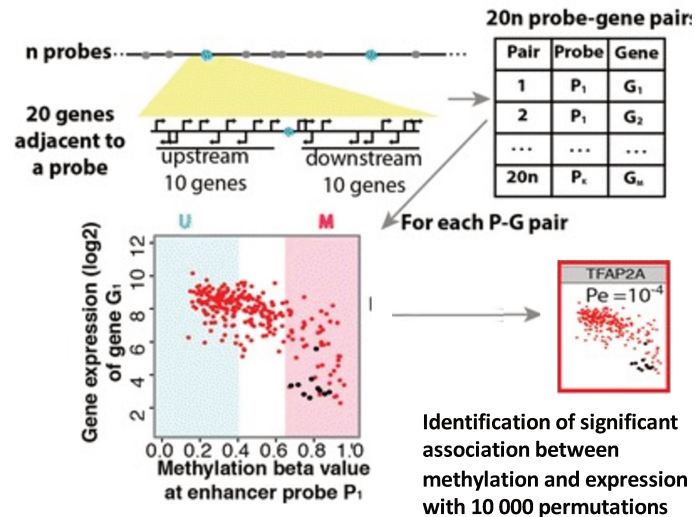 20n probe-gene pairs
n probes
Pair Probe Gene
1 P₁ G₁
2 P₁ G₂
... ... ...
20n Pₖ Gₘ
20 genes
adjacent to
a probe
upstream
10 genes
downstream
10 genes
For each P-G pair
U M
Gene expression (log2)
of gene G₁
12
10
8
6
4
2
0.0 0.2 0.4 0.6 0.8 1.0
Methylation beta value
at enhancer probe P₁
TFAP2A
Pe =10⁻⁴
Identification of significant
association between
methylation and expression
with 10 000 permutations